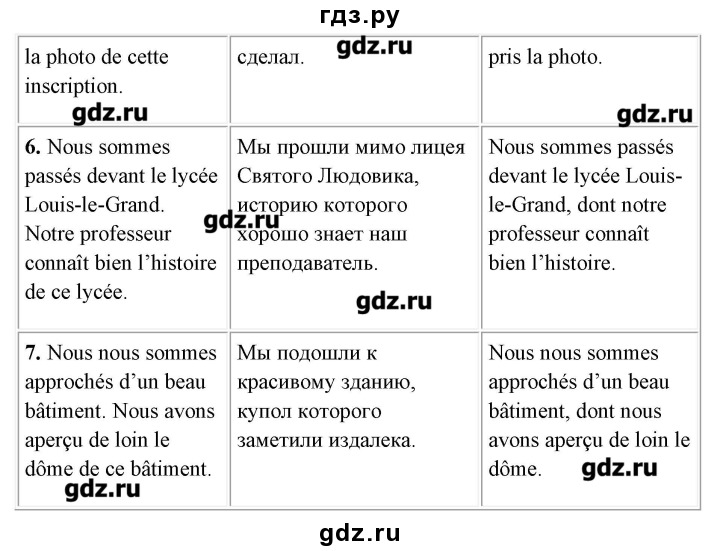 гдз.ру
la photo de cette
inscription.
сделал.
pris la photo.
gdz.ru
gdz.ru
gdz.ru
6. Nous sommes
passés devant le lycée
Louis-le-Grand.
Notre professeur
connaît bien l’histoire
de ce lycée.
Мы прошли мимо лицея
Святого Людовика,
историю которого
хорошо знает наш
преподаватель.
Nous sommes passés
devant le lycée Louis-
le-Grand, dont notre
professeur connaît
bien l’histoire.
gdz.ru
gdz.ru
7. Nous nous sommes
approchés d’un beau
bâtiment. Nous avons
aperçu de loin le
dôme de ce bâtiment.
Мы подошли к
красивому зданию,
купол которого
заметили издалека.
Nous nous sommes
approchés d’un beau
bâtiment, dont nous
avons aperçu de loin le
dôme.
gdz.ru
gdz.ru
gdz.ru